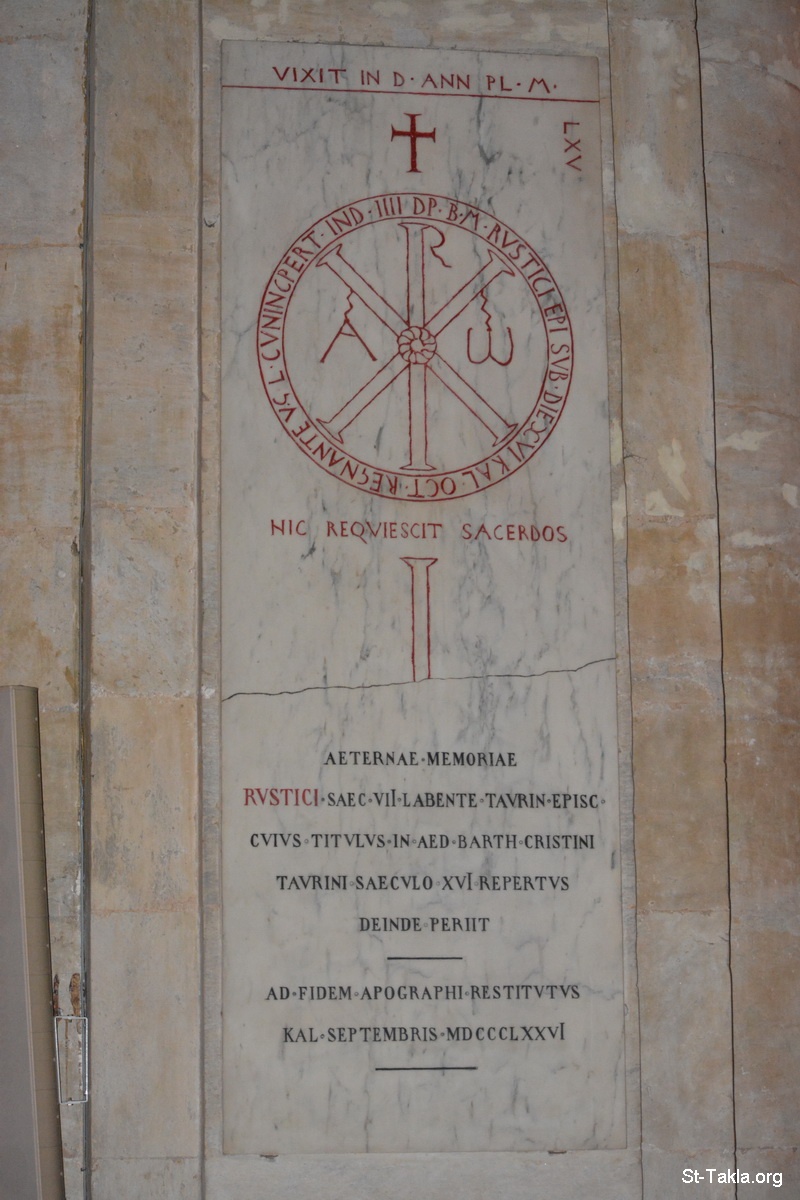 VIXIT IN D · ANN PL · M ·
LXV
R
A ω
IND · IIII DP · B · M · RVSTICI EPI SVB · DIE XVI KAL · OCT · REGNANTE V · S · L · CVNINCPERT ·
HIC REQVIESCIT SACERDOS
AETERNAE · MEMORIAE
RVSTICI · SAEC · VII · LABENTE · TAVRIN · EPISC ·
CVIVS · TITVLVS · IN · AED · BARTH · CRISTINI
TAVRINI · SAECVLO · XVI · REPERTVS
DEINDE · PERIIT
AD · FIDEM · APOGRAPHI · RESTITVTVS
KAL · SEPTEMBRIS · MDCCCLXXVI
St-Takla.org